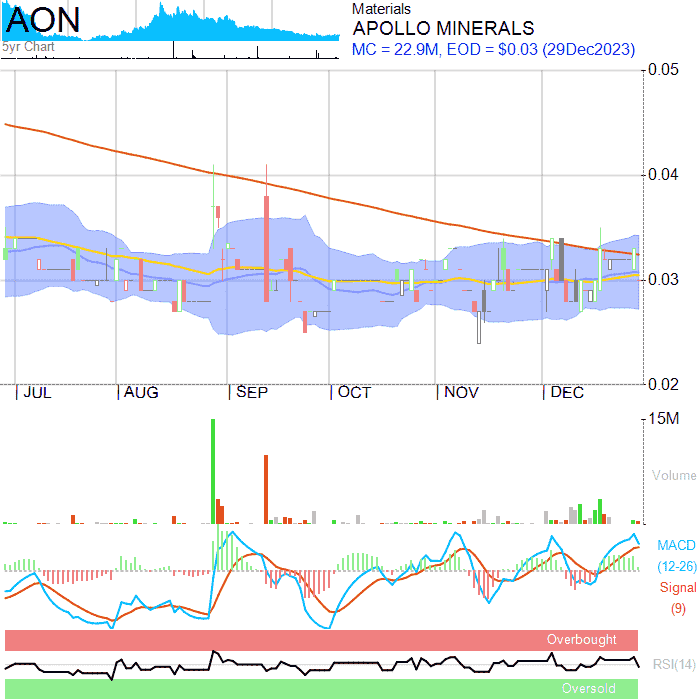 AON
5yr Chart
Materials
APOLLO MINERALS
MC = 22.9M, EOD = $0.03 (29Dec2023)
0.05
0.04
0.03
0.02
JUL AUG SEP OCT NOV DEC
15M
Volume
MACD
(12-26)
Signal
(9)
Overbought
RSI(14)
Oversold